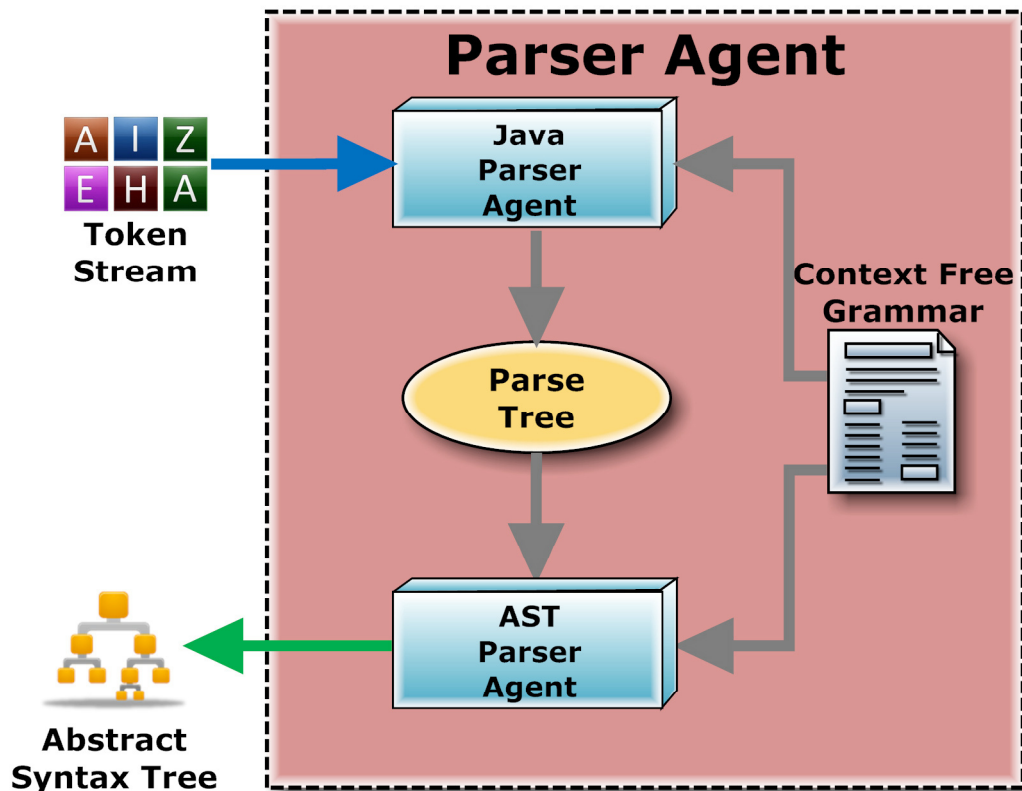 Parser Agent
A I Z
E H A
Token
Stream
Java
Parser
Agent
Context Free
Grammar
Parse
Tree
AST
Parser
Agent
Abstract
Syntax Tree